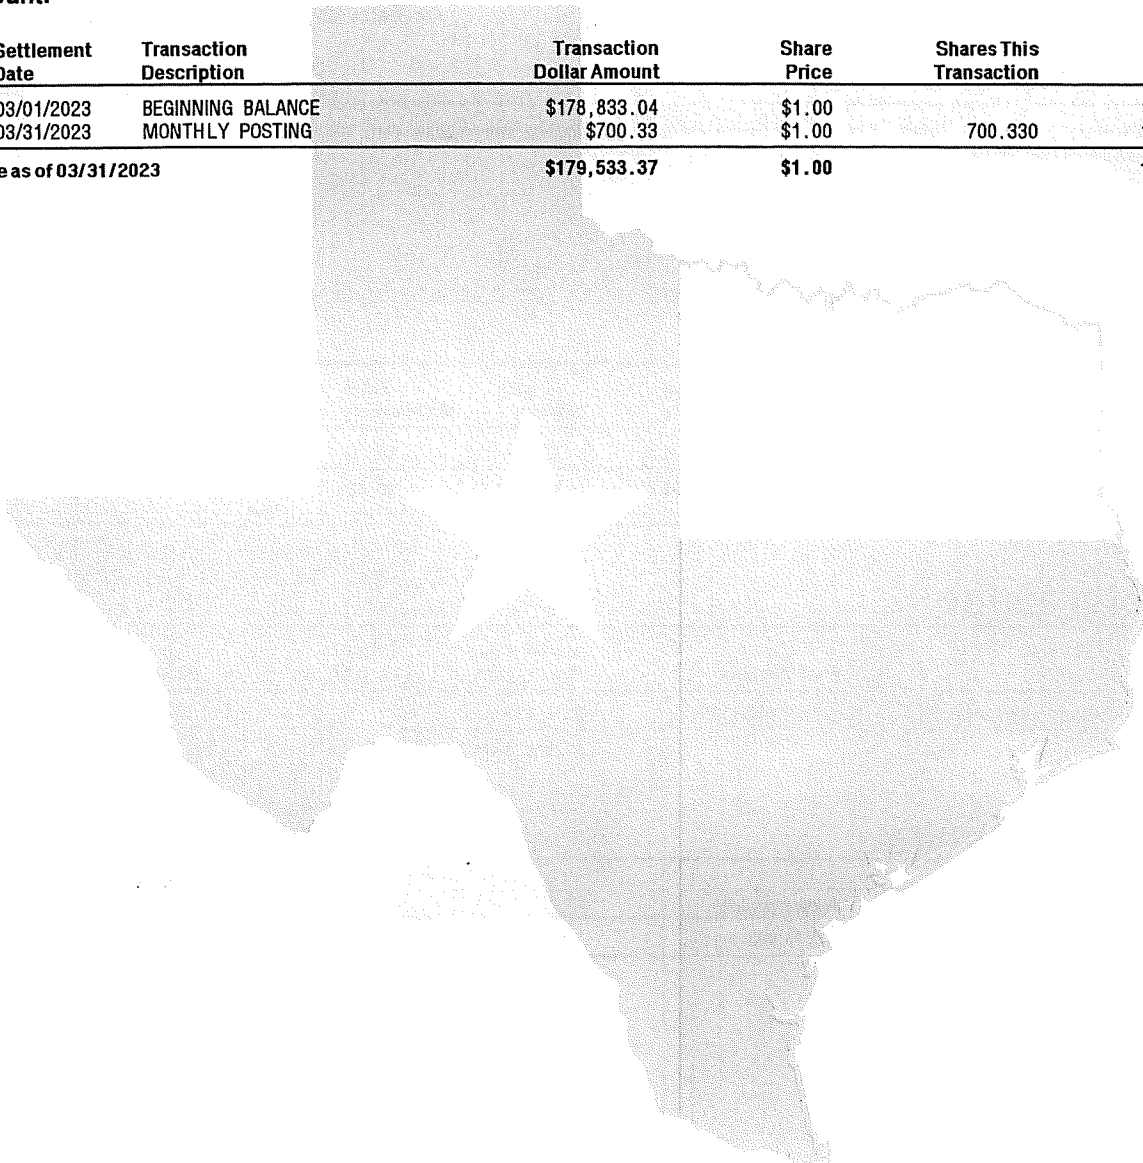 Settlement Transaction Transaction Share Shares This
Date Description Dollar Amount Price Transaction
03/01/2023 BEGINNING BALANCE $178,833.04 $1.00
03/31/2023 MONTHLY POSTING $700.33 $1.00 700.330
e as of 03/31/2023 $179,533.37 $1.00